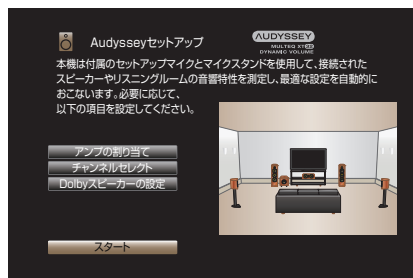 Audysseyセットアップ
AUDYSSEY
MULTEQ XT32
DYNAMIC VOLUME
本機は付属のセットアップマイクとマイクスタンドを使用して、接続された
スピーカーやリスニングルームの音響特性を測定し、最適な設定を自動的に
おこないます。必要に応じて、
以下の項目を設定してください。
アンプの割り当て
チャンネルセレクト
Dolbyスピーカーの設定
スタート